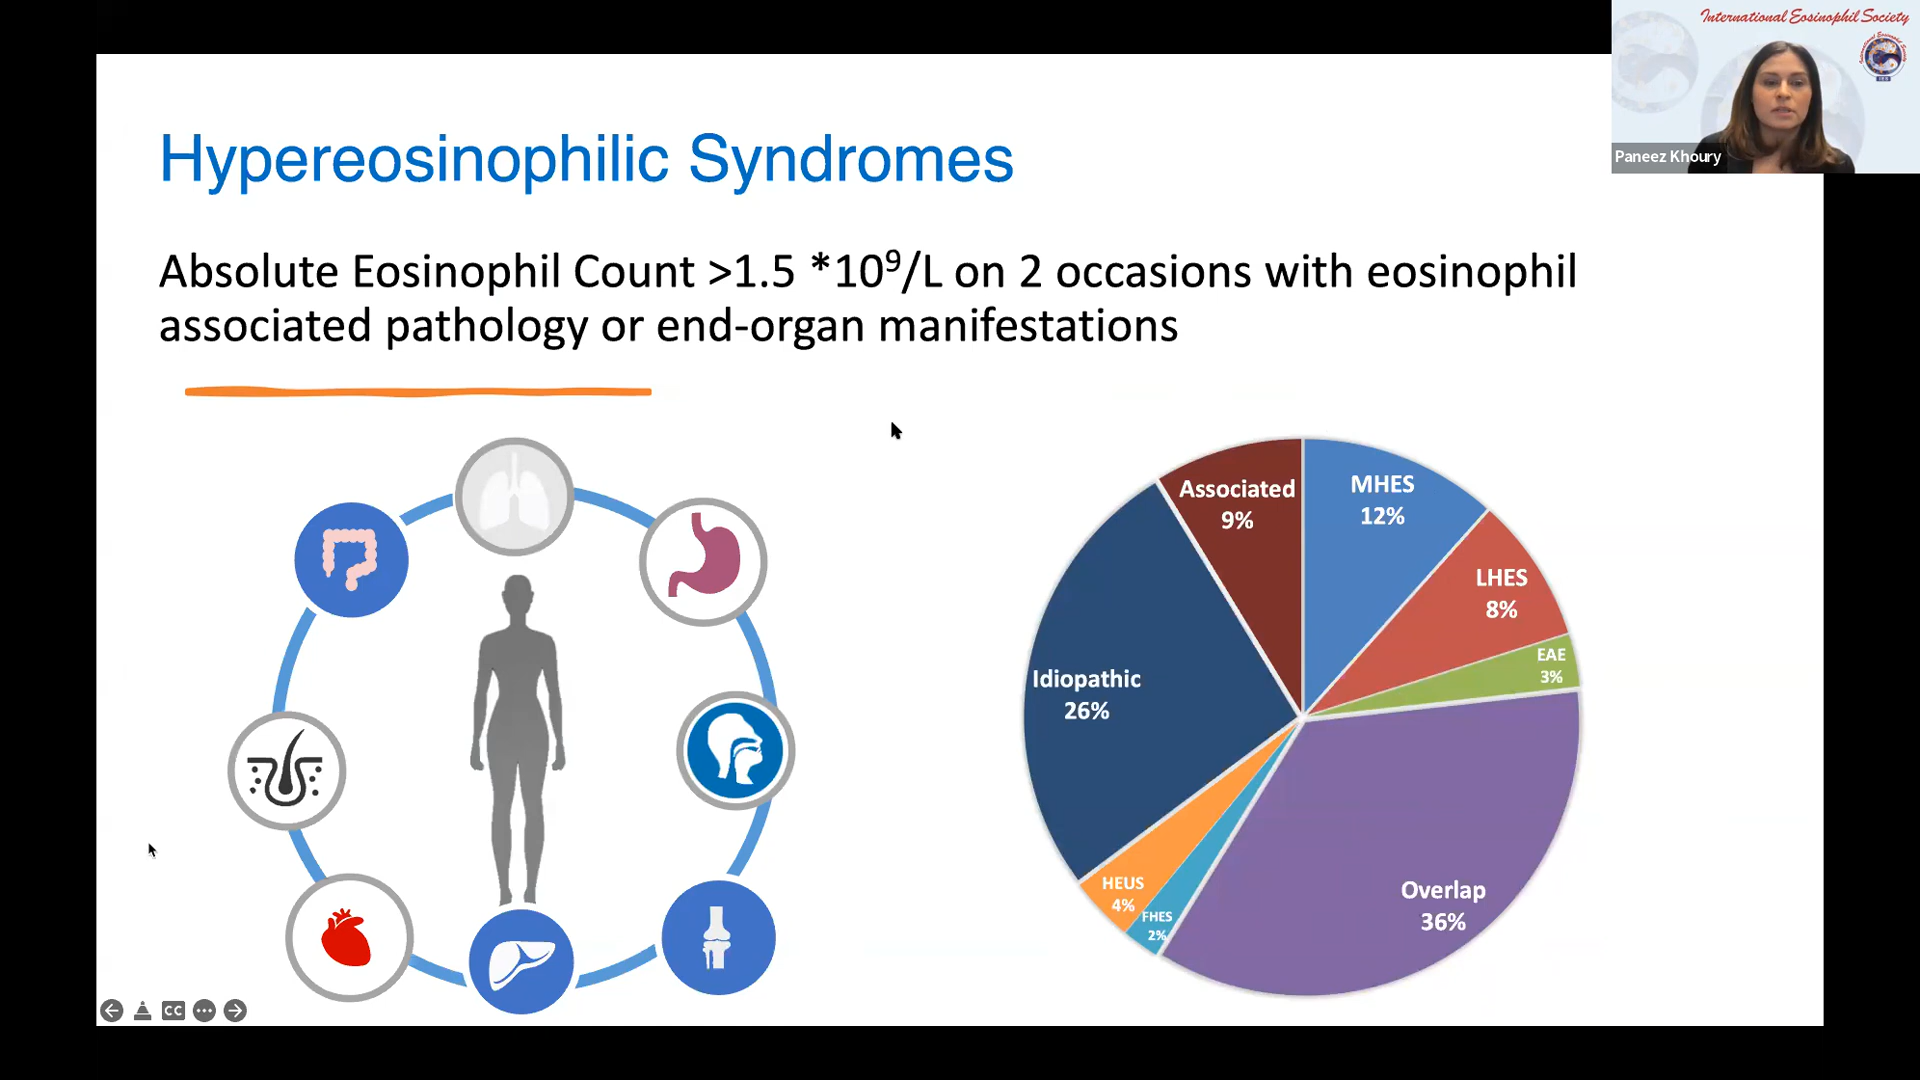 International Eosinophil Society
Paneez Khoury
Hypereosinophilic Syndromes
Absolute Eosinophil Count >1.5 *10⁹/L on 2 occasions with eosinophil
associated pathology or end-organ manifestations
Associated
9%
MHES
12%
LHES
8%
EAE
3%
Idiopathic
26%
Overlap
36%
HEUS
4%
FHES
2%
CC